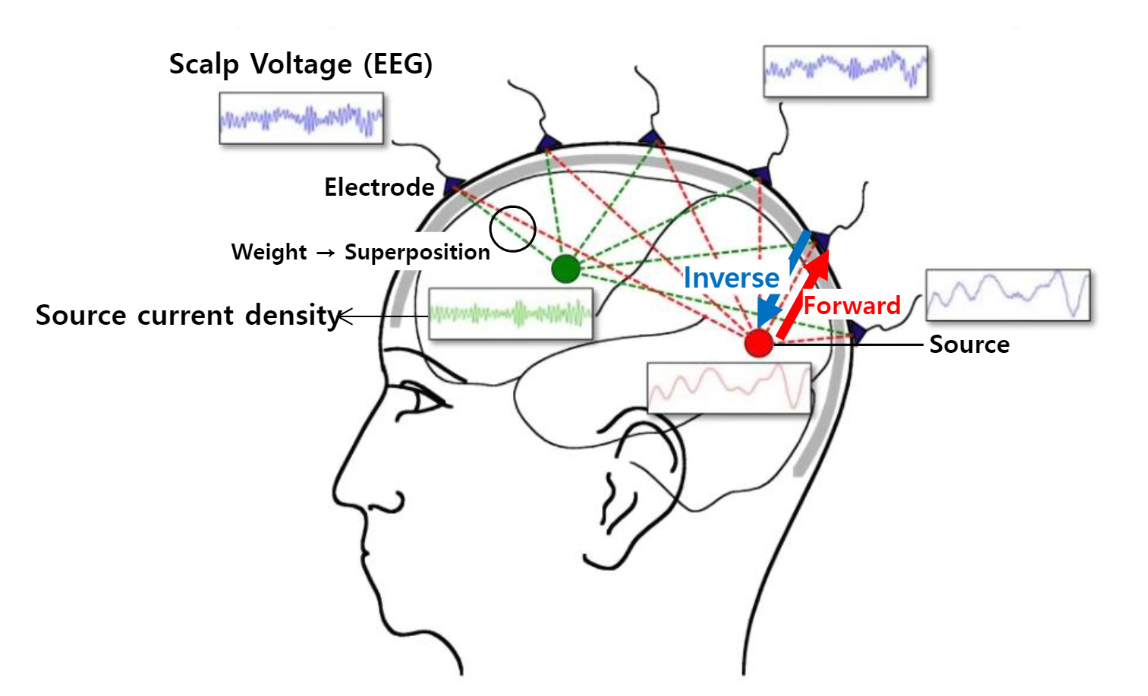 Scalp Voltage (EEG)
Electrode
Weight → Superposition
Inverse
Forward
Source current density
Source